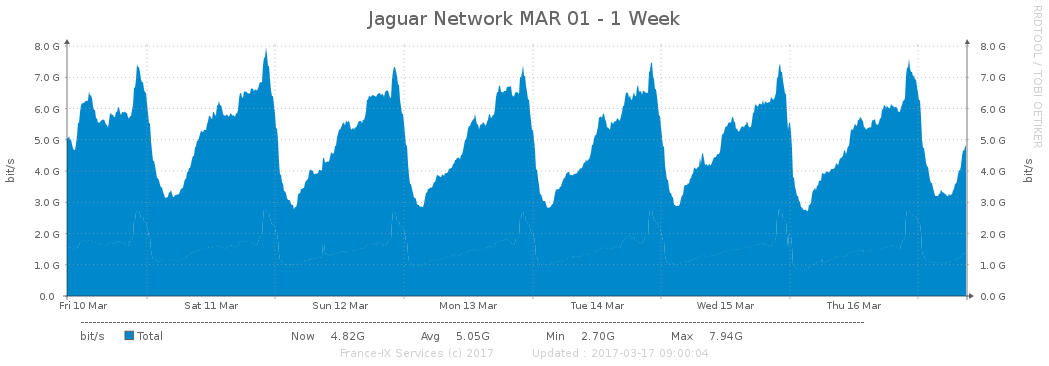 Jaguar Network MAR 01 - 1 Week
RRDTOOL / TOBI OETIKER
bit/s
8.0 G 8.0 G
7.0 G 7.0 G
6.0 G 6.0 G
5.0 G 5.0 G
4.0 G 4.0 G
3.0 G 3.0 G
2.0 G 2.0 G
1.0 G 1.0 G
0.0 0.0 G
bit/s
Fri 10 Mar Sat 11 Mar Sun 12 Mar Mon 13 Mar Tue 14 Mar Wed 15 Mar Thu 16 Mar
bit/s Total Now 4.82G Avg 5.05G Min 2.70G Max 7.94G
France-IX Services (c) 2017 Updated : 2017-03-17 09:00:04